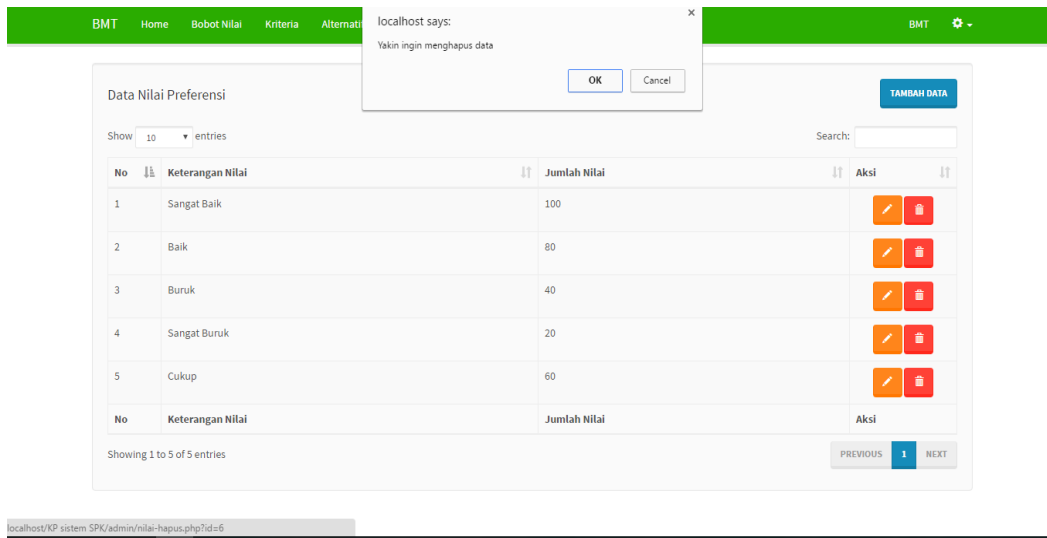 BMT Home Bobot Nilai Kriteria Alternati BMT
localhost says:
Yakin ingin menghapus data
OK Cancel
Data Nilai Preferensi TAMBAH DATA
Show 10 entries Search:
No Keterangan Nilai Jumlah Nilai Aksi
1 Sangat Baik 100
2 Baik 80
3 Buruk 40
4 Sangat Buruk 20
5 Cukup 60
No Keterangan Nilai Jumlah Nilai Aksi
Showing 1 to 5 of 5 entries PREVIOUS 1 NEXT
localhost/KP sistem SPK/admin/nilai-hapus.php?id=6